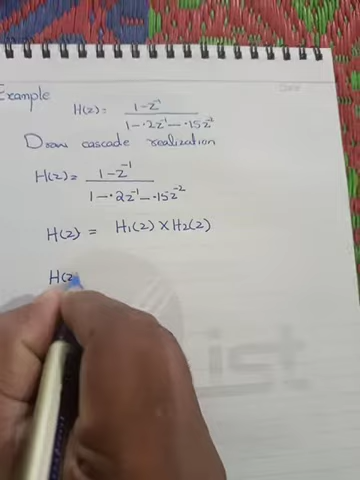 Example
H(z) = 1-z⁻¹
1-.2z⁻¹-.15z⁻²
Draw cascade realization
H(z) = 1-z⁻¹
1-.2z⁻¹-.15z⁻²
H(z) = H₁(z) × H₂(z)
H(z